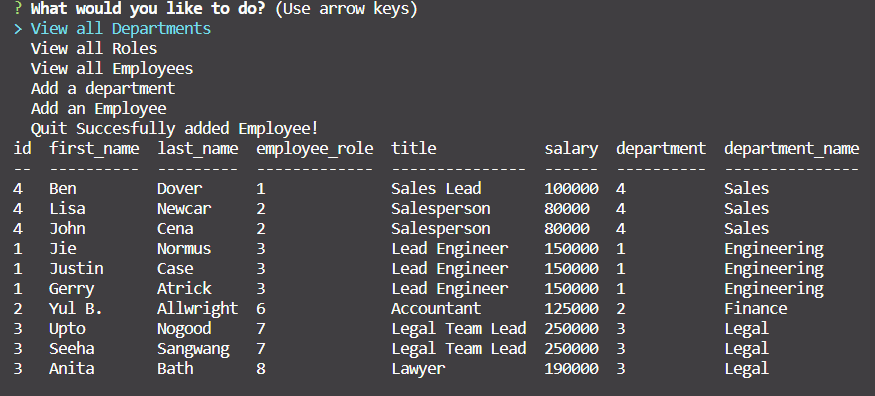 ? What would you like to do? (Use arrow keys)
> View all Departments
View all Roles
View all Employees
Add a department
Add an Employee
Quit Succesfully added Employee!
id first_name last_name employee_role title salary department department_name
-- ---------- --------- ------------- --------------- ------ ---------- ---------------
4 Ben Dover 1 Sales Lead 100000 4 Sales
4 Lisa Newcar 2 Salesperson 80000 4 Sales
4 John Cena 2 Salesperson 80000 4 Sales
1 Jie Normus 3 Lead Engineer 150000 1 Engineering
1 Justin Case 3 Lead Engineer 150000 1 Engineering
1 Gerry Atrick 3 Lead Engineer 150000 1 Engineering
2 Yul B. Allwright 6 Accountant 125000 2 Finance
3 Upto Nogood 7 Legal Team Lead 250000 3 Legal
3 Seeha Sangwang 7 Legal Team Lead 250000 3 Legal
3 Anita Bath 8 Lawyer 190000 3 Legal